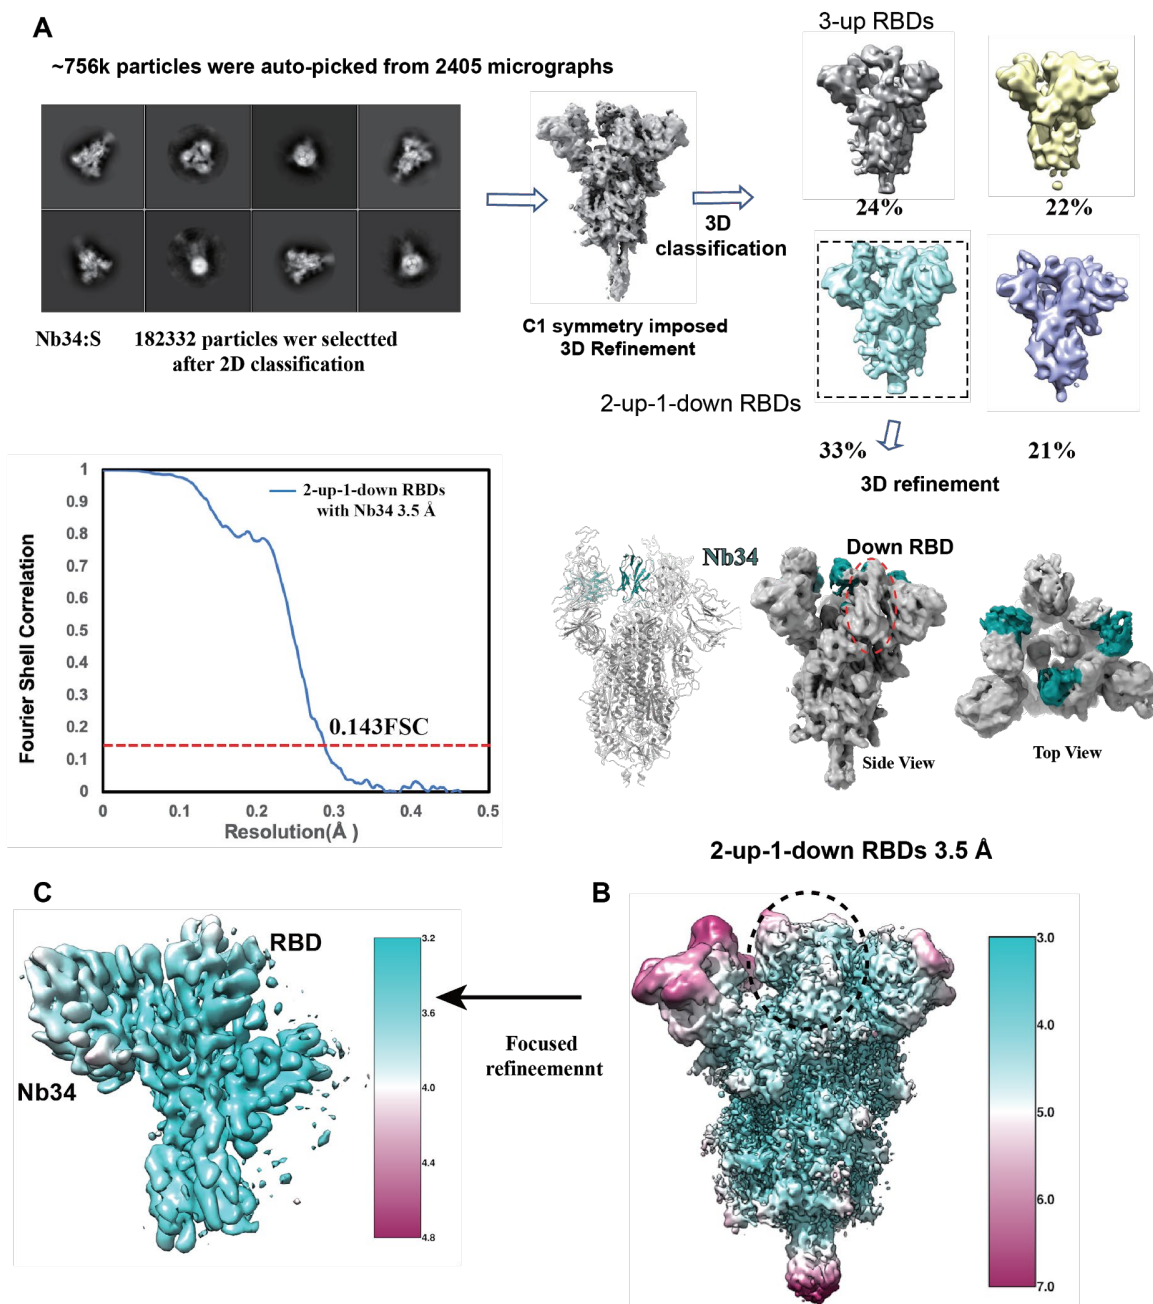 A
~756k particles were auto-picked from 2405 micrographs
Nb34:S 182332 particles wer selectted
after 2D classification
C1 symmetry imposed
3D Refinement
3D
classification
3-up RBDs
24%
22%
2-up-1-down RBDs
33%
21%
3D refinement
Fourier Shell Correlation
1
0.9
0.8
0.7
0.6
0.5
0.4
0.3
0.2
0.1
0
0
0.1
0.2
0.3
0.4
0.5
Resolution(Å )
2-up-1-down RBDs
with Nb34 3.5 Å
0.143FSC
Nb34
Down RBD
Side View
Top View
2-up-1-down RBDs 3.5 Å
C
RBD
Nb34
3.2
3.6
4.0
4.4
4.8
Focused
refineemennt
B
3.0
4.0
5.0
6.0
7.0